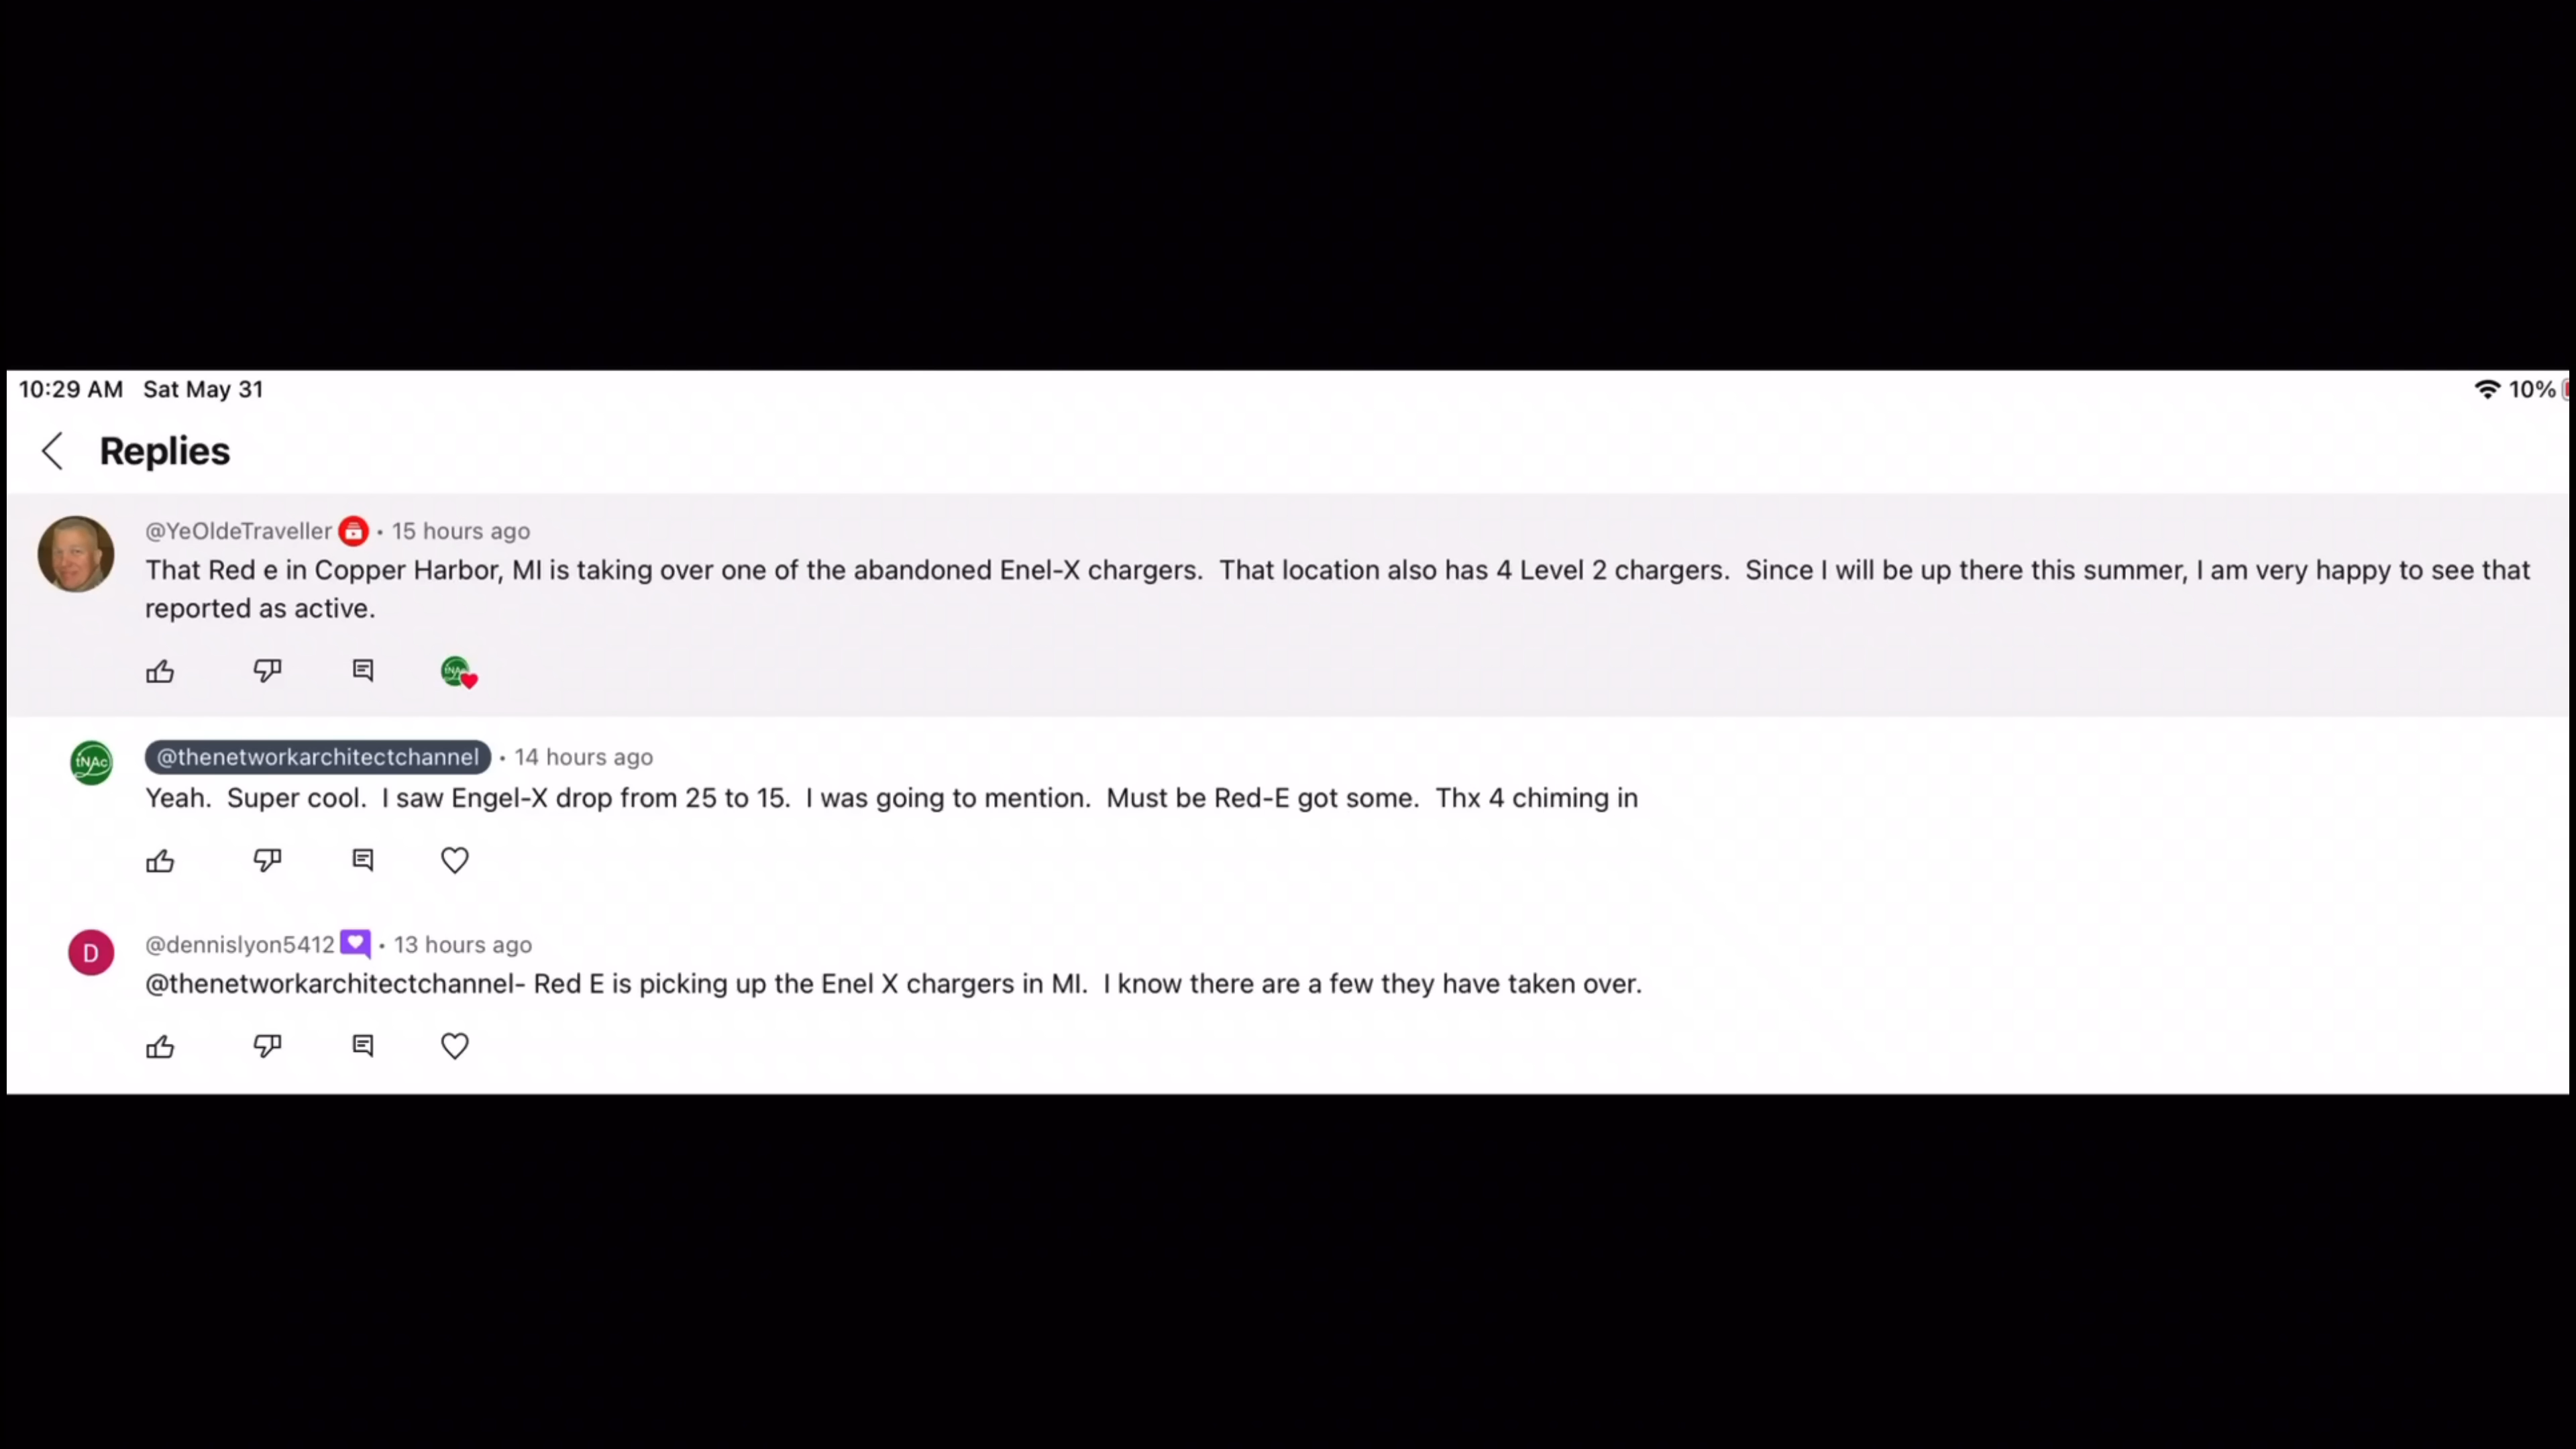 10:29 AM Sat May 31
10%
Replies
@YeOldeTraveller • 15 hours ago
That Red e in Copper Harbor, MI is taking over one of the abandoned Enel-X chargers. That location also has 4 Level 2 chargers. Since I will be up there this summer, I am very happy to see that
reported as active.
tNAc
tNAc
@thenetworkarchitectchannel • 14 hours ago
Yeah. Super cool. I saw Engel-X drop from 25 to 15. I was going to mention. Must be Red-E got some. Thx 4 chiming in
D
@dennislyon5412 • 13 hours ago
@thenetworkarchitectchannel- Red E is picking up the Enel X chargers in MI. I know there are a few they have taken over.